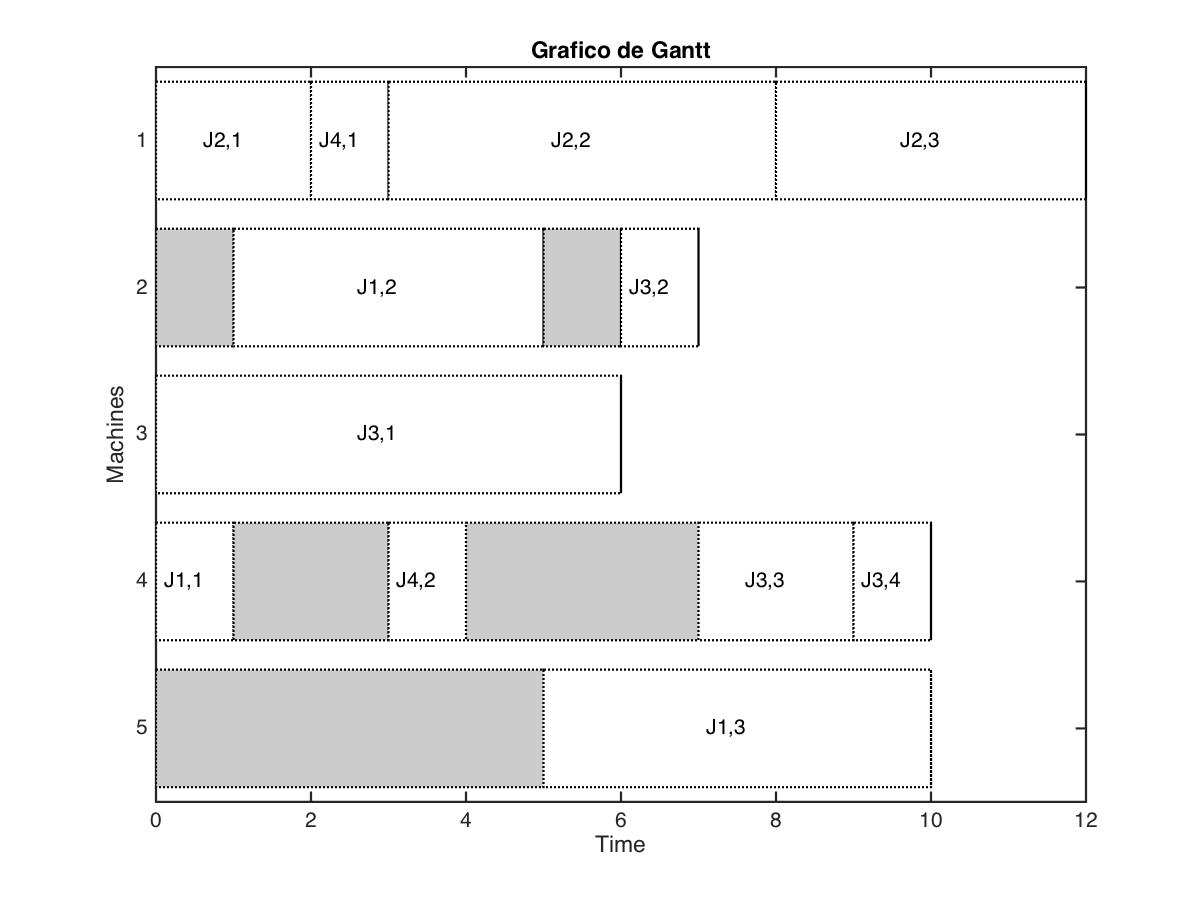 Grafico de Gantt
1 J2,1 J4,1 J2,2 J2,3
2 J1,2 J3,2
Machines
3 J3,1
4 J1,1 J4,2 J3,3 J3,4
5 J1,3
0 2 4 6 8 10 12
Time